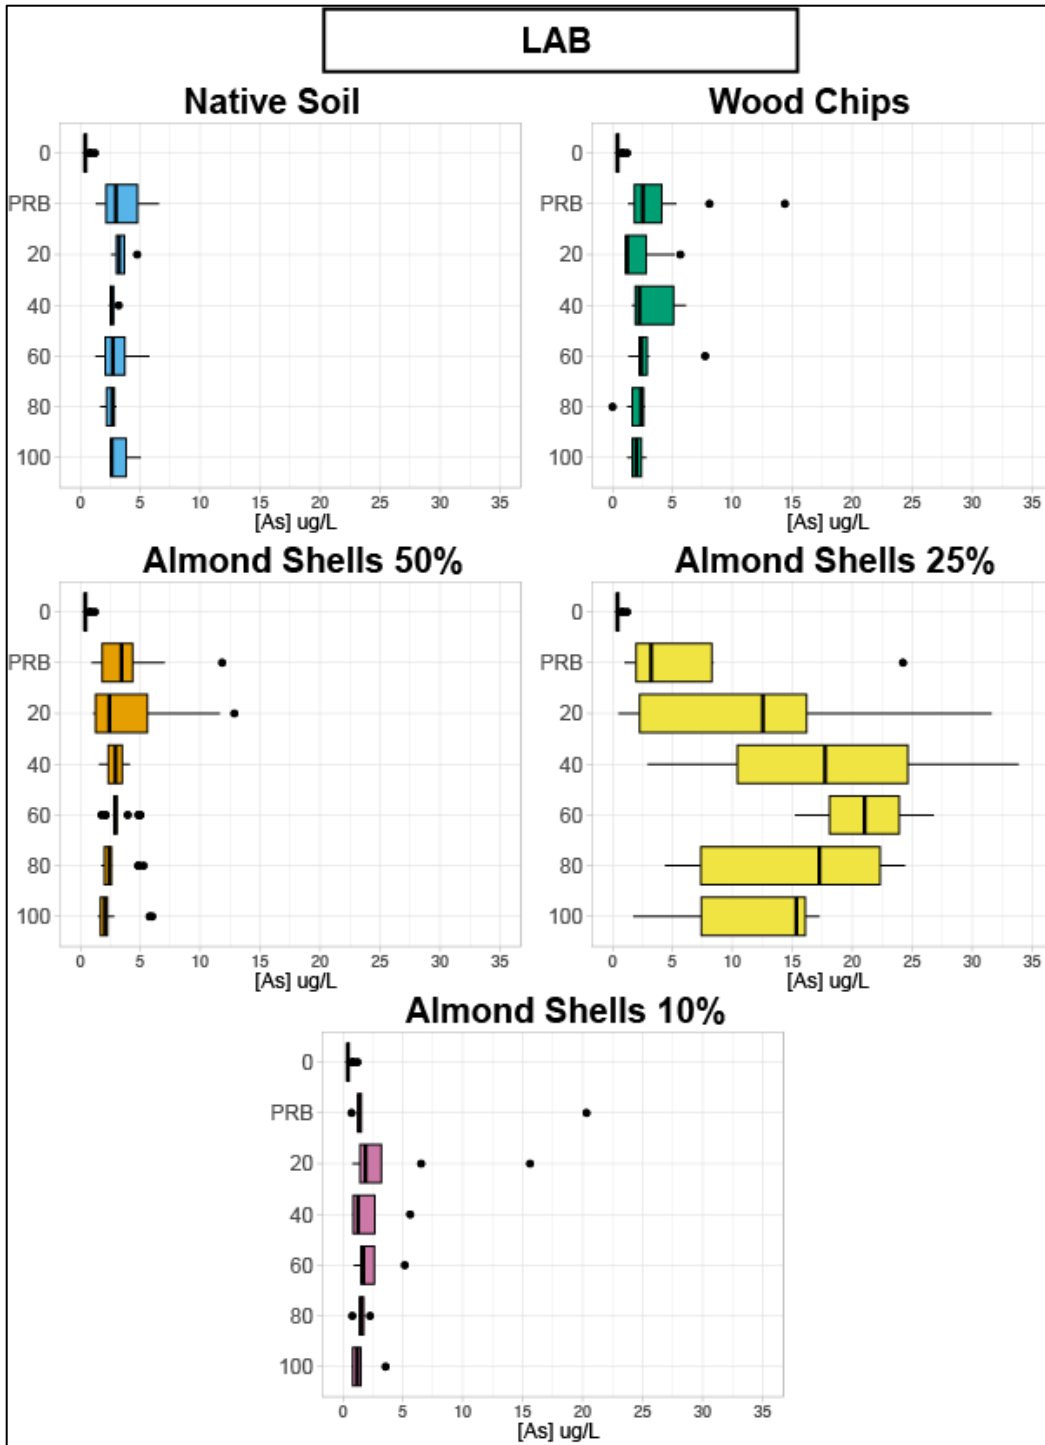 LAB
Native Soil
0
PRB
20
40
60
80
100
0 5 10 15 20 25 30 35
[As] ug/L
Wood Chips
0
PRB
20
40
60
80
100
0 5 10 15 20 25 30 35
[As] ug/L
Almond Shells 50%
0
PRB
20
40
60
80
100
0 5 10 15 20 25 30 35
[As] ug/L
Almond Shells 25%
0
PRB
20
40
60
80
100
0 5 10 15 20 25 30 35
[As] ug/L
Almond Shells 10%
0
PRB
20
40
60
80
100
0 5 10 15 20 25 30 35
[As] ug/L